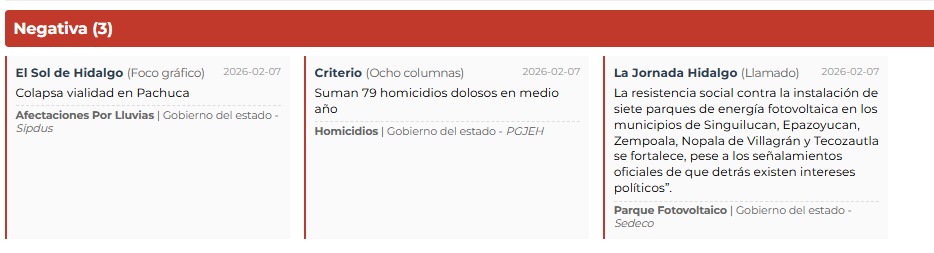 Negativa (3)
El Sol de Hidalgo (Foco gráfico) 2026-02-07
Colapsa vialidad en Pachuca
Afectaciones Por Lluvias | Gobierno del estado -
Sipdus
Criterio (Ocho columnas) 2026-02-07
Suman 79 homicidios dolosos en medio
año
Homicidios | Gobierno del estado - PGJEH
La Jornada Hidalgo (Llamado) 2026-02-07
La resistencia social contra la instalación de
siete parques de energía fotovoltaica en los
municipios de Singuilucan, Epazoyucan,
Zempoala, Nopala de Villagrán y Tecozautla
se fortalece, pese a los señalamientos
oficiales de que detrás existen intereses
políticos”.
Parque Fotovoltaico | Gobierno del estado -
Sedeco